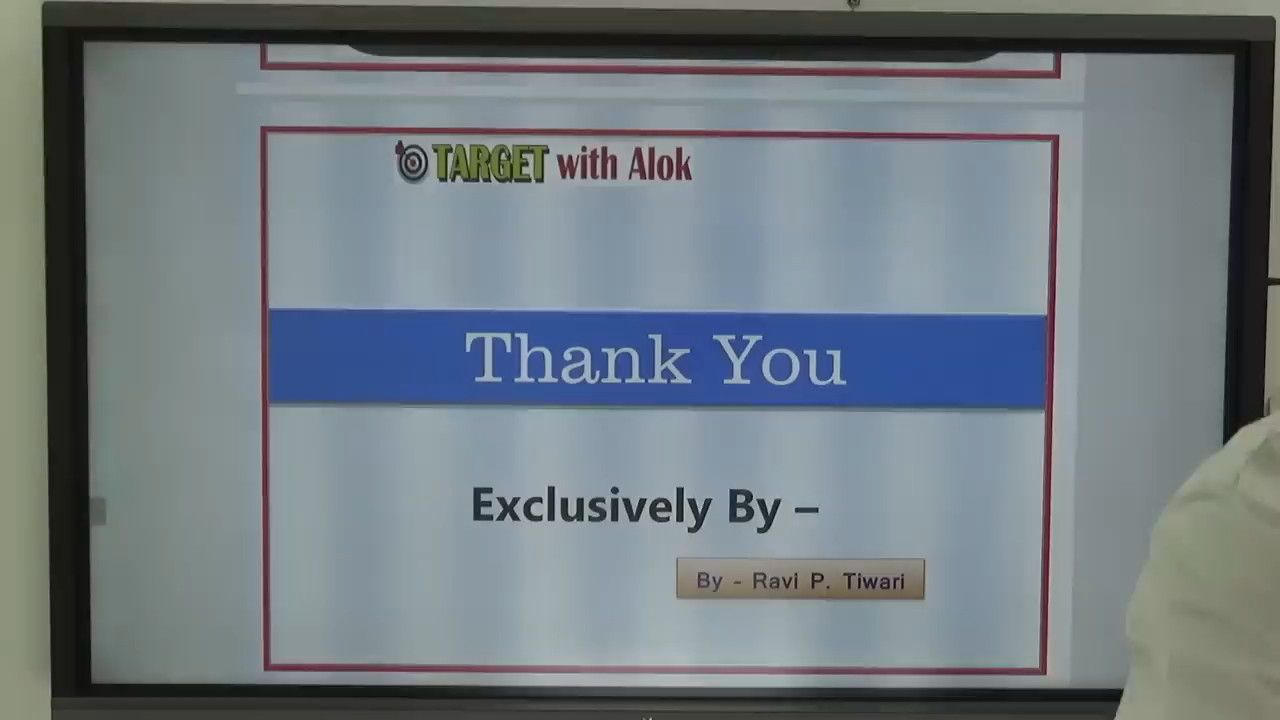 TARGET with Alok
Thank You
Exclusively By –
By - Ravi P. Tiwari